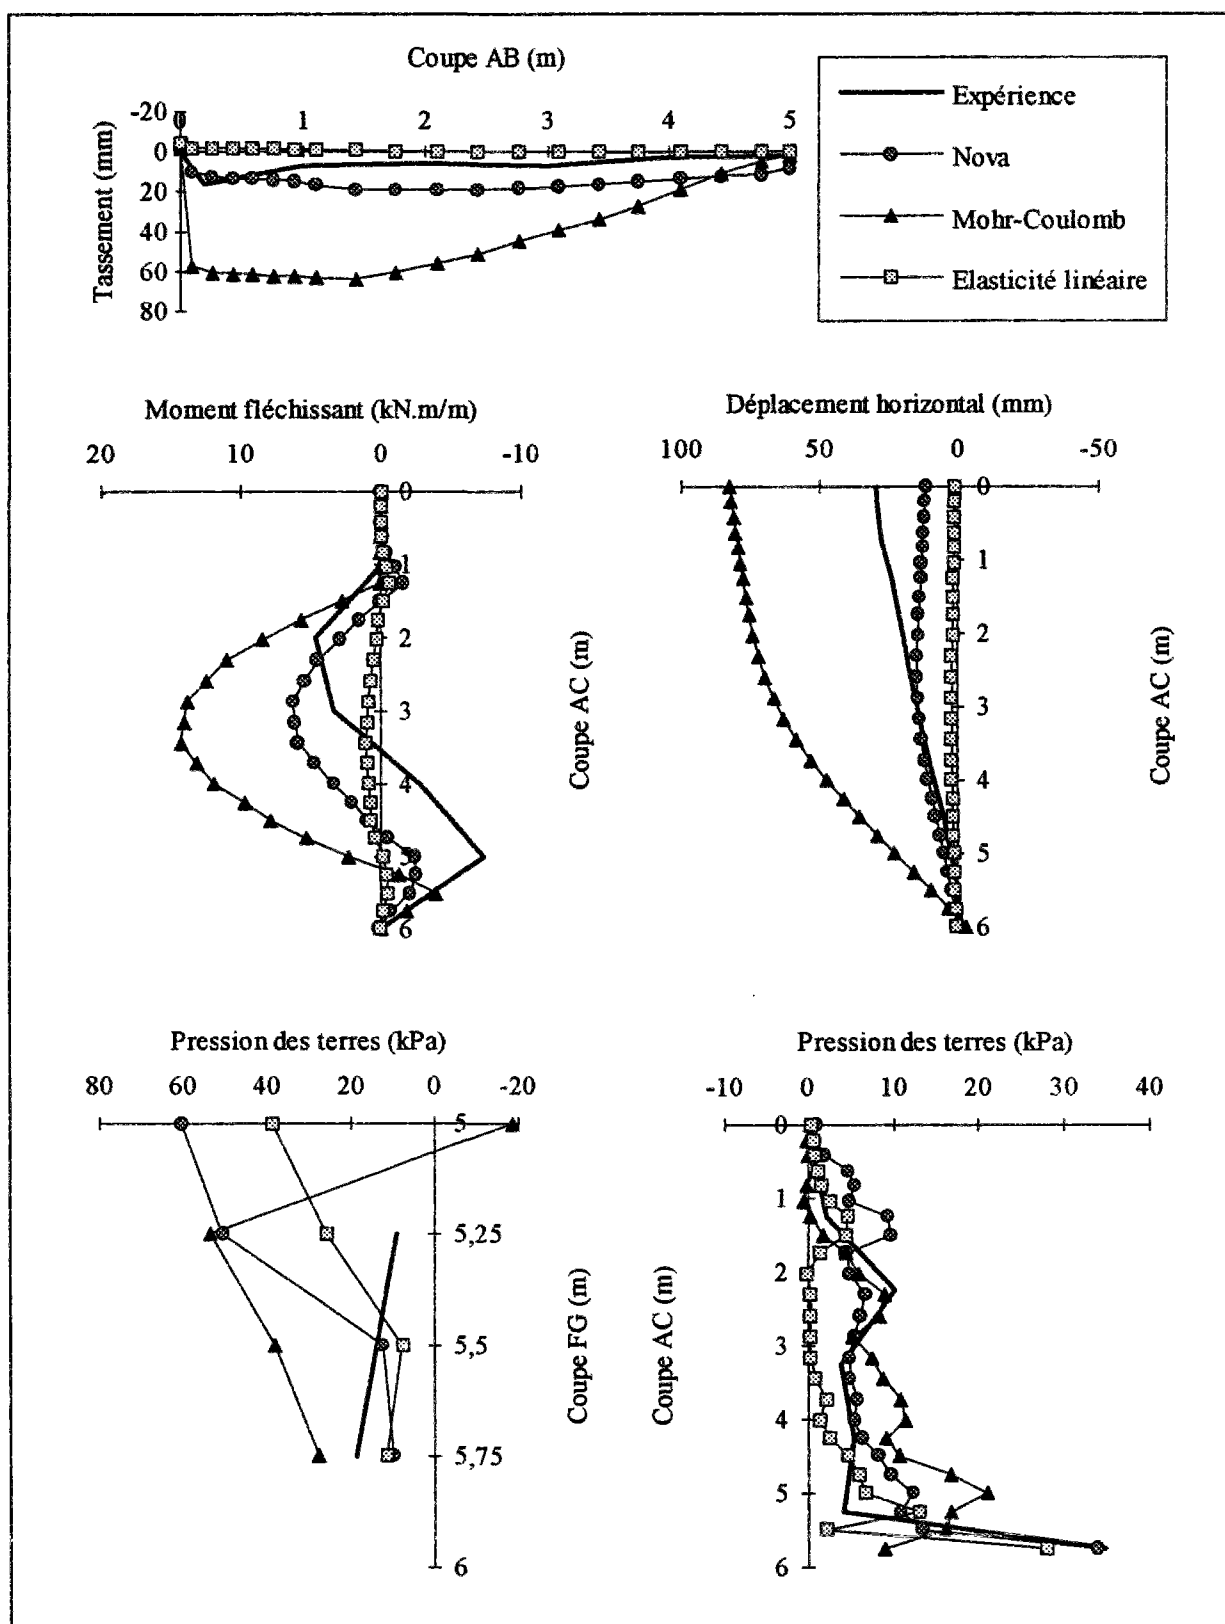 Coupe AB (m)
-20
0 1 2 3 4 5
0
20
40
60
80
Tassement (mm)
Expérience
Nova
Mohr-Coulomb
Elasticité linéaire
Moment fléchissant (kN.m/m)
20 10 0 -10
0
1
2
3
4
5
6
Coupe AC (m)
Déplacement horizontal (mm)
100 50 0 -50
0
1
2
3
4
5
6
Coupe AC (m)
Pression des terres (kPa)
80 60 40 20 0 -20
5
5,25
5,5
5,75
6
Coupe FG (m)
Pression des terres (kPa)
-10 0 10 20 30 40
0
1
2
3
4
5
6
Coupe AC (m)